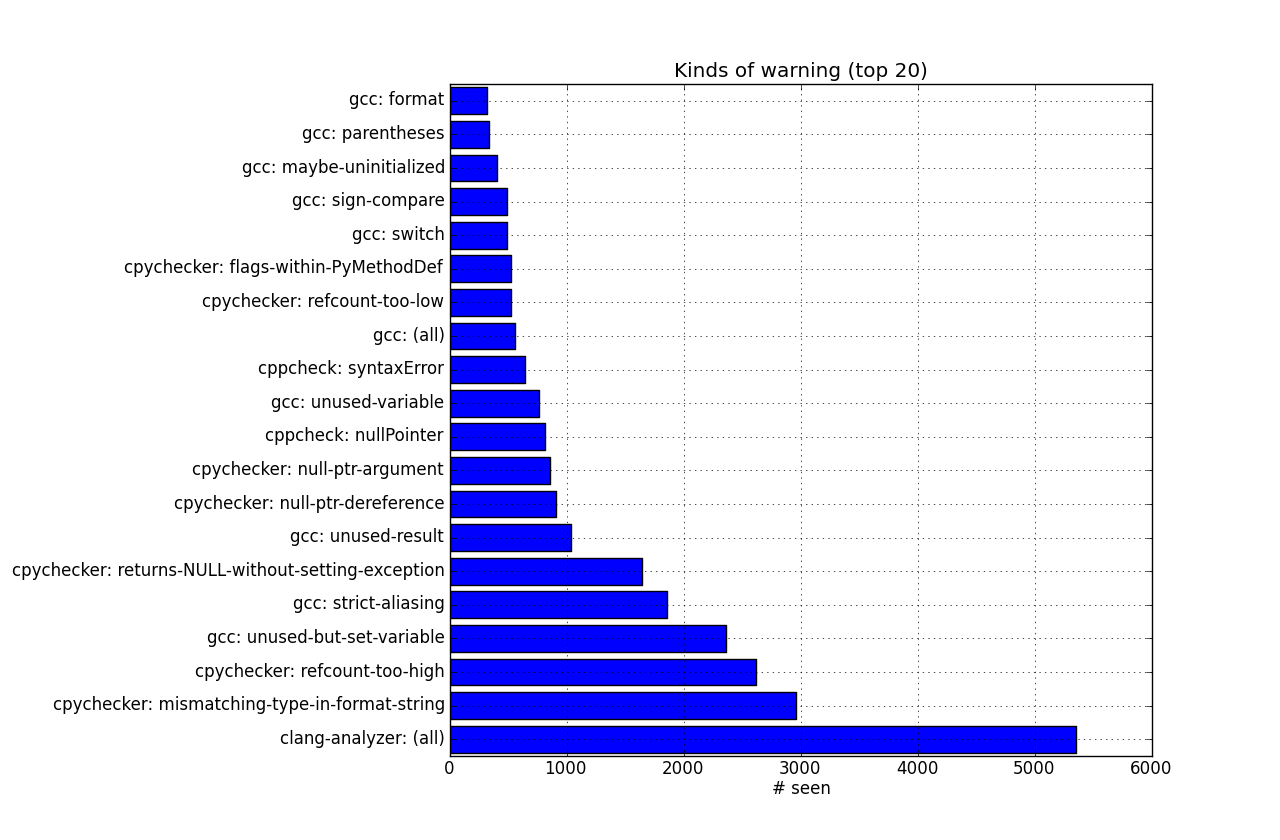 Kinds of warning (top 20)
gcc: format
gcc: parentheses
gcc: maybe-uninitialized
gcc: sign-compare
gcc: switch
cpychecker: flags-within-PyMethodDef
cpychecker: refcount-too-low
gcc: (all)
cppcheck: syntaxError
gcc: unused-variable
cppcheck: nullPointer
cpychecker: null-ptr-argument
cpychecker: null-ptr-dereference
gcc: unused-result
cpychecker: returns-NULL-without-setting-exception
gcc: strict-aliasing
gcc: unused-but-set-variable
cpychecker: refcount-too-high
cpychecker: mismatching-type-in-format-string
clang-analyzer: (all)
0 1000 2000 3000 4000 5000 6000
# seen